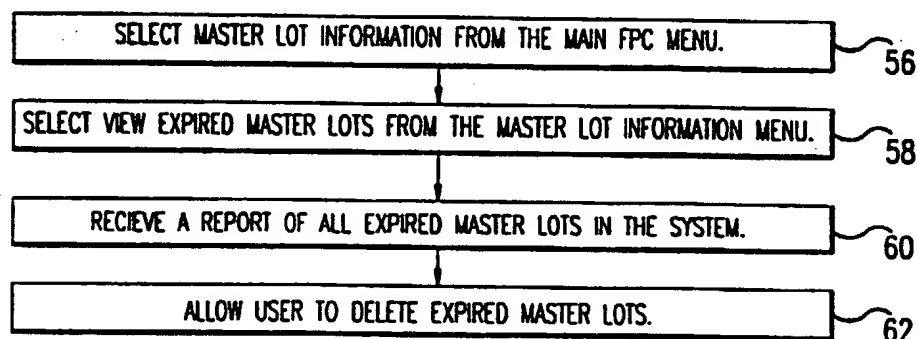 SELECT MASTER LOT INFORMATION FROM THE MAIN FPC MENU.
56
SELECT VIEW EXPIRED MASTER LOTS FROM THE MASTER LOT INFORMATION MENU.
58
RECIEVE A REPORT OF ALL EXPIRED MASTER LOTS IN THE SYSTEM.
60
ALLOW USER TO DELETE EXPIRED MASTER LOTS.
62